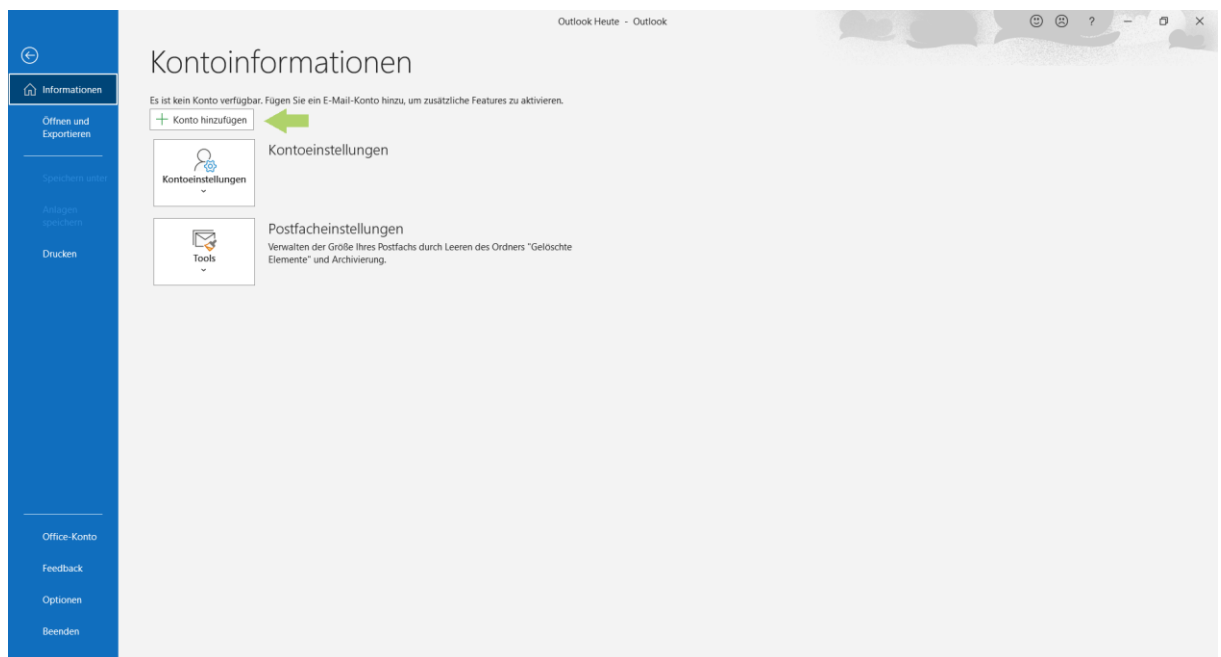 Outlook Heute - Outlook
?
Informationen
Öffnen und
Exportieren
Speichern unter
Anlagen
speichern
Drucken
Office-Konto
Feedback
Optionen
Beenden
Kontoinformationen
Es ist kein Konto verfügbar. Fügen Sie ein E-Mail-Konto hinzu, um zusätzliche Features zu aktivieren.
Konto hinzufügen
Kontoeinstellungen
Kontoeinstellungen
Tools
Postfacheinstellungen
Verwalten der Größe Ihres Postfachs durch Leeren des Ordners "Gelöschte
Elemente" und Archivierung.